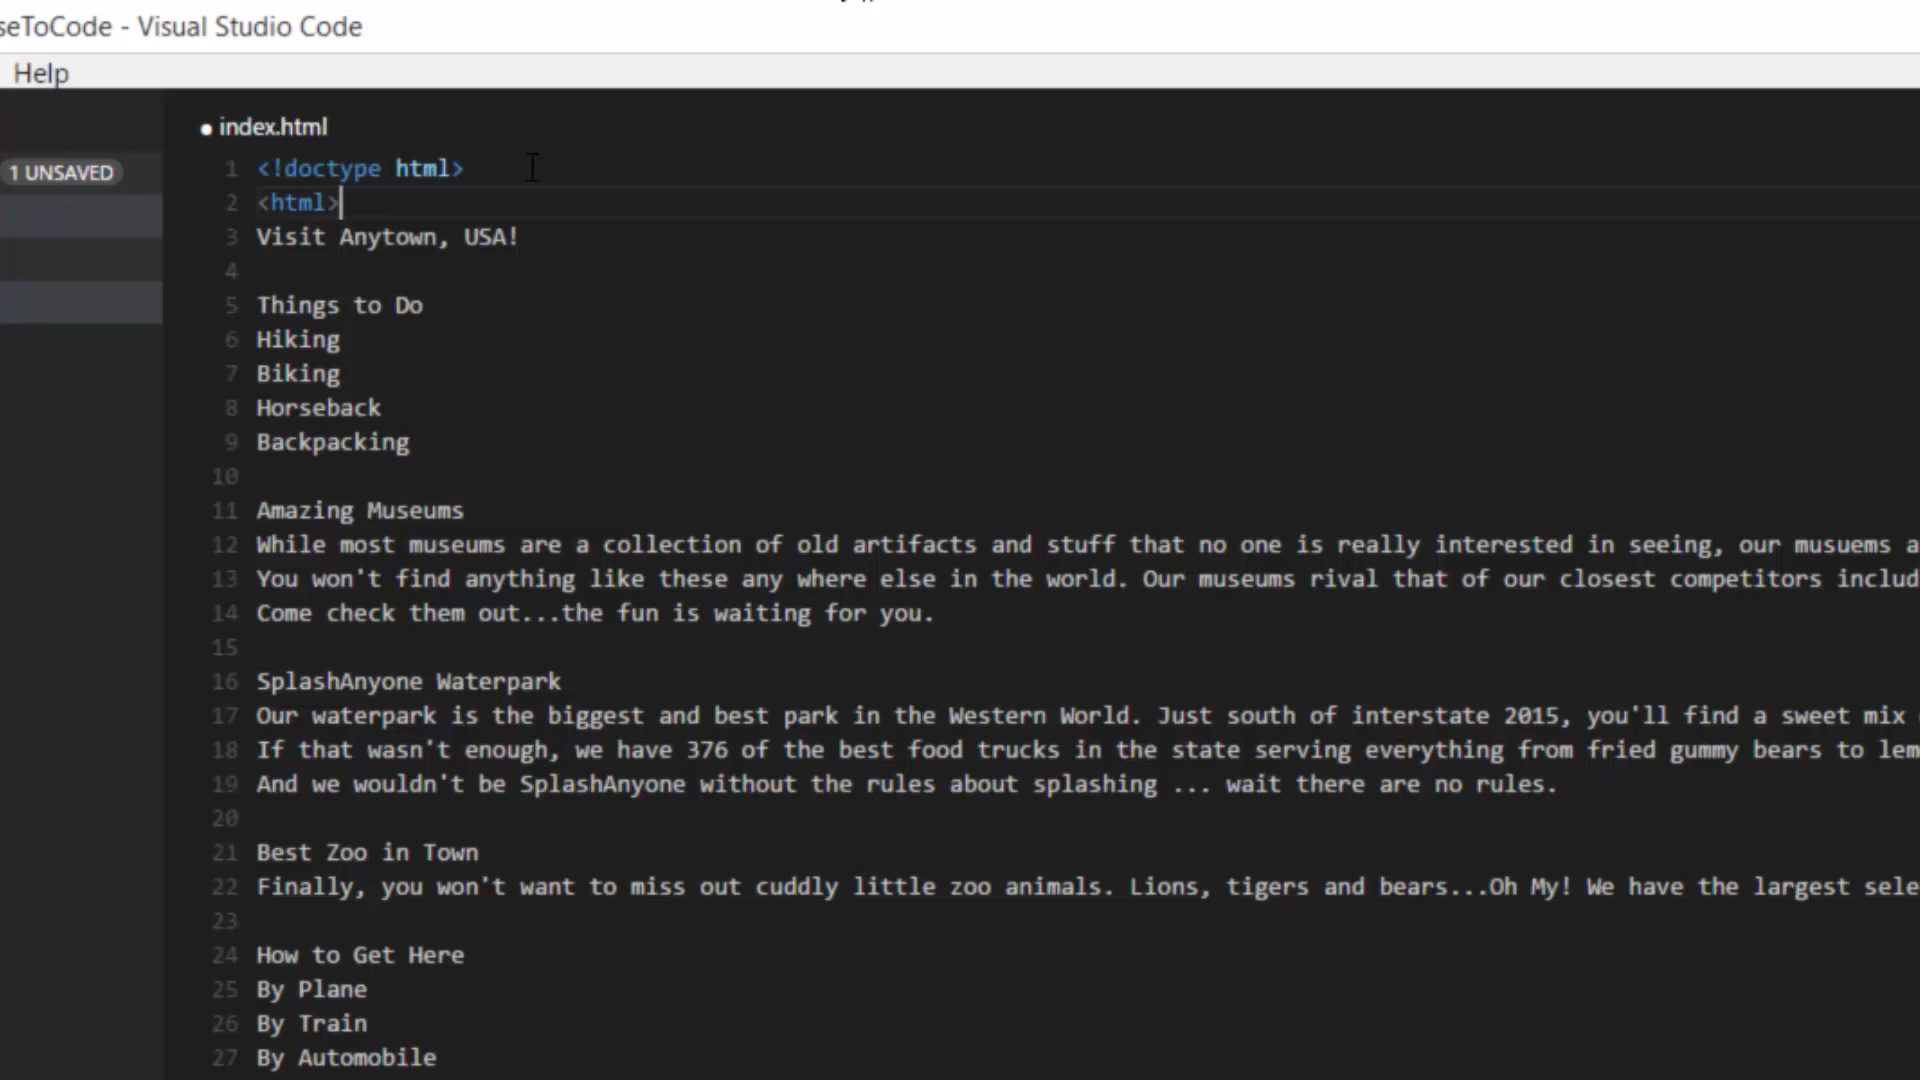 seToCode - Visual Studio Code
Help
index.html
1 UNSAVED
1 <!doctype html>
2 <html>
3 Visit Anytown, USA!
4
5 Things to Do
6 Hiking
7 Biking
8 Horseback
9 Backpacking
10
11 Amazing Museums
12 While most museums are a collection of old artifacts and stuff that no one is really interested in seeing, our musuems a
13 You won't find anything like these any where else in the world. Our museums rival that of our closest competitors includ
14 Come check them out...the fun is waiting for you.
15
16 SplashAnyone Waterpark
17 Our waterpark is the biggest and best park in the Western World. Just south of interstate 2015, you'll find a sweet mix
18 If that wasn't enough, we have 376 of the best food trucks in the state serving everything from fried gummy bears to lem
19 And we wouldn't be SplashAnyone without the rules about splashing ... wait there are no rules.
20
21 Best Zoo in Town
22 Finally, you won't want to miss out cuddly little zoo animals. Lions, tigers and bears...Oh My! We have the largest sele
23
24 How to Get Here
25 By Plane
26 By Train
27 By Automobile